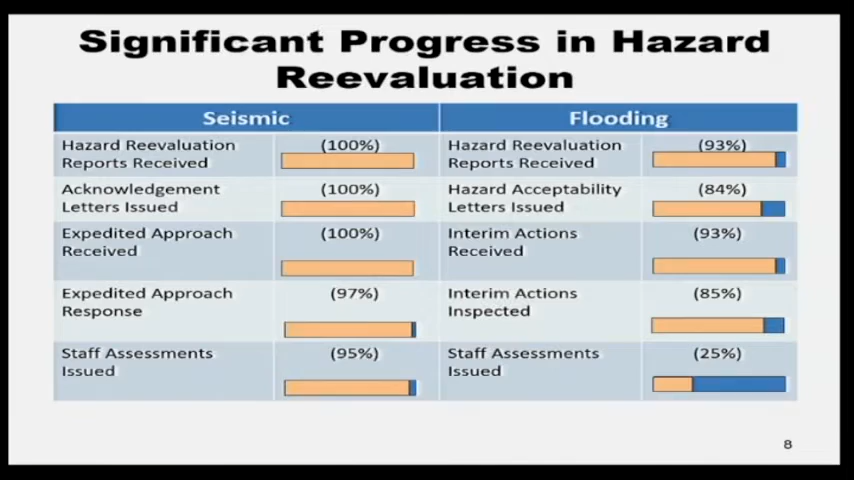 Significant Progress in Hazard
Reevaluation
Seismic
Flooding
Hazard Reevaluation
Reports Received
(100%)
Hazard Reevaluation
Reports Received
(93%)
Acknowledgement
Letters Issued
(100%)
Hazard Acceptability
Letters Issued
(84%)
Expedited Approach
Received
(100%)
Interim Actions
Received
(93%)
Expedited Approach
Response
(97%)
Interim Actions
Inspected
(85%)
Staff Assessments
Issued
(95%)
Staff Assessments
Issued
(25%)
8